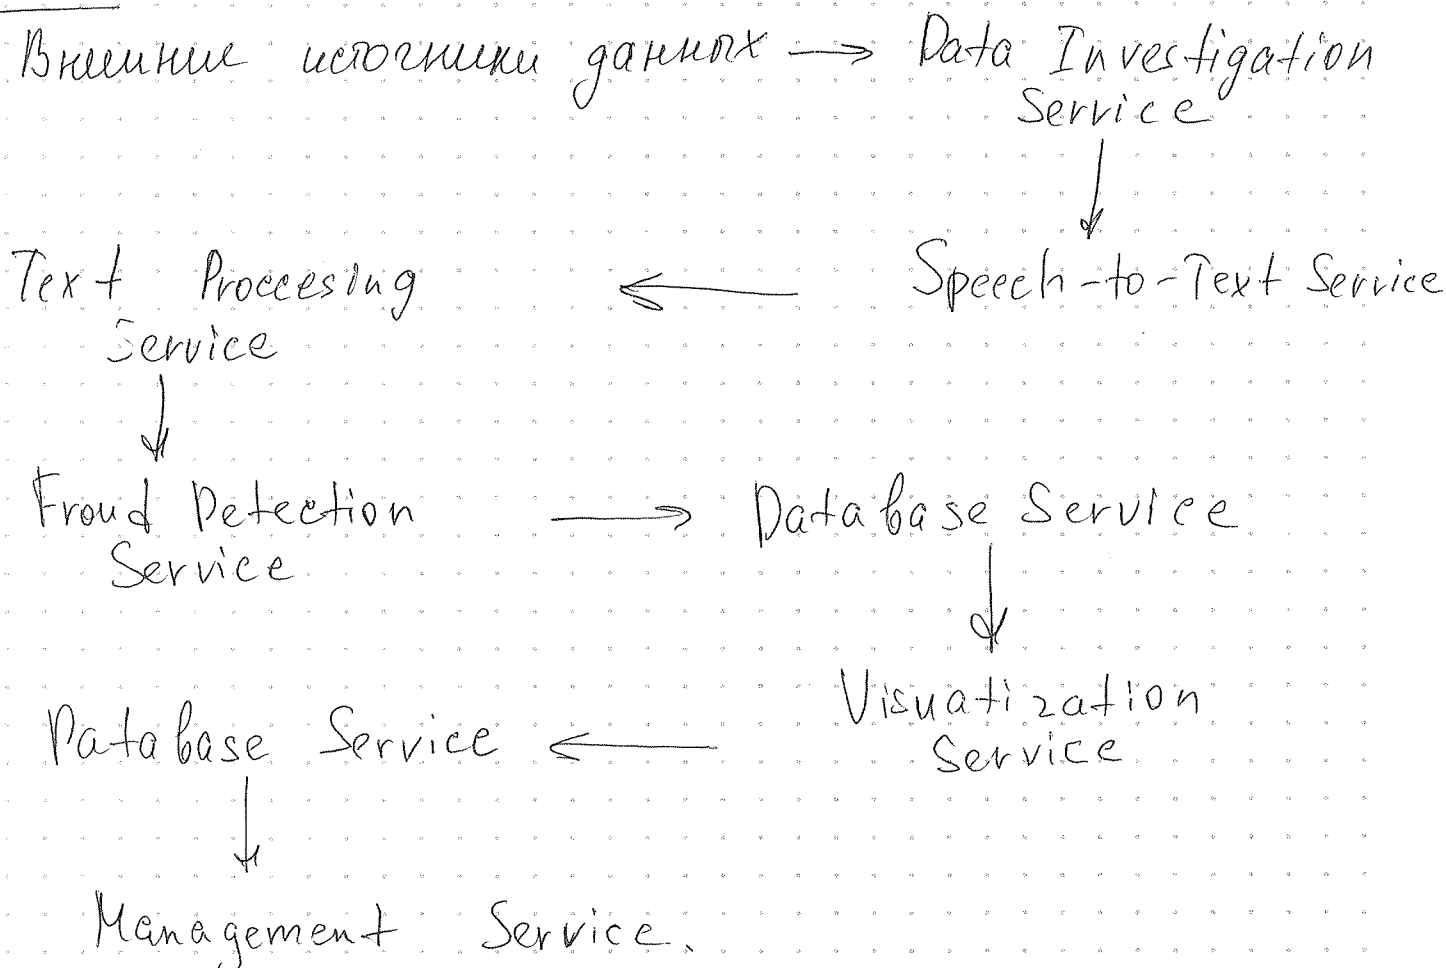 Внешние источники данных → Data Investigation
Service
Text Proccesing ← Speech-to-Text Service
Service
Froud Detection → Database Service
Service
Visuatization
Database Service ← Service
Management Service.